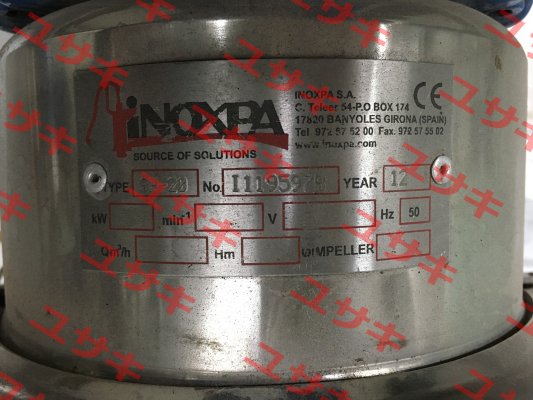 iNOXPA
SOURCE OF SOLUTIONS
INOXPA S.A.
C. Telcer 54-P.O BOX 174
17820 BANYOLES GIRONA (SPAIN)
Tel. 972 57 52 00 Fax. 972 57 55 02
www.inoxpa.com
CE
TYPE No. YEAR 12
kW min-1 V Hz 50
Qm³/h Hm ∅IMPELLER
ユサキ